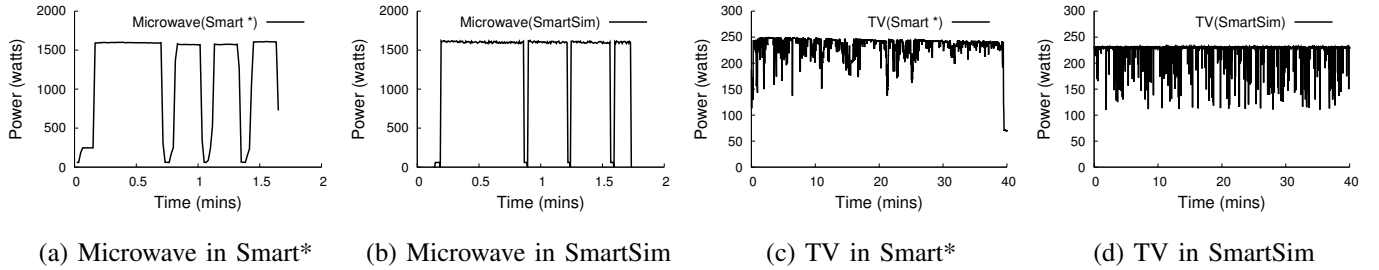 Microwave(Smart *)
Power (watts)
2000
1500
1000
500
0
0 0.5 1 1.5 2
Time (mins)
(a) Microwave in Smart*
Microwave(SmartSim)
Power (watts)
2000
1500
1000
500
0
0 0.5 1 1.5 2
Time (mins)
(b) Microwave in SmartSim
TV(Smart *)
Power (watts)
300
250
200
150
100
50
0
0 10 20 30 40
Time (mins)
(c) TV in Smart*
TV(SmartSim)
Power (watts)
300
250
200
150
100
50
0
0 10 20 30 40
Time (mins)
(d) TV in SmartSim